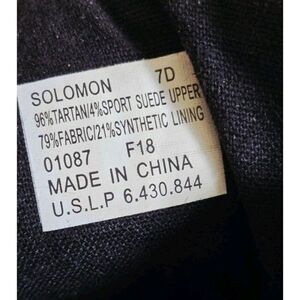 SOLOMON 7D
96%TARTAN/4%SPORT SUEDE UPPER
79%FABRIC/21%SYNTHETIC LINING
01087 F18
MADE IN CHINA
U.S.L.P 6.430.844